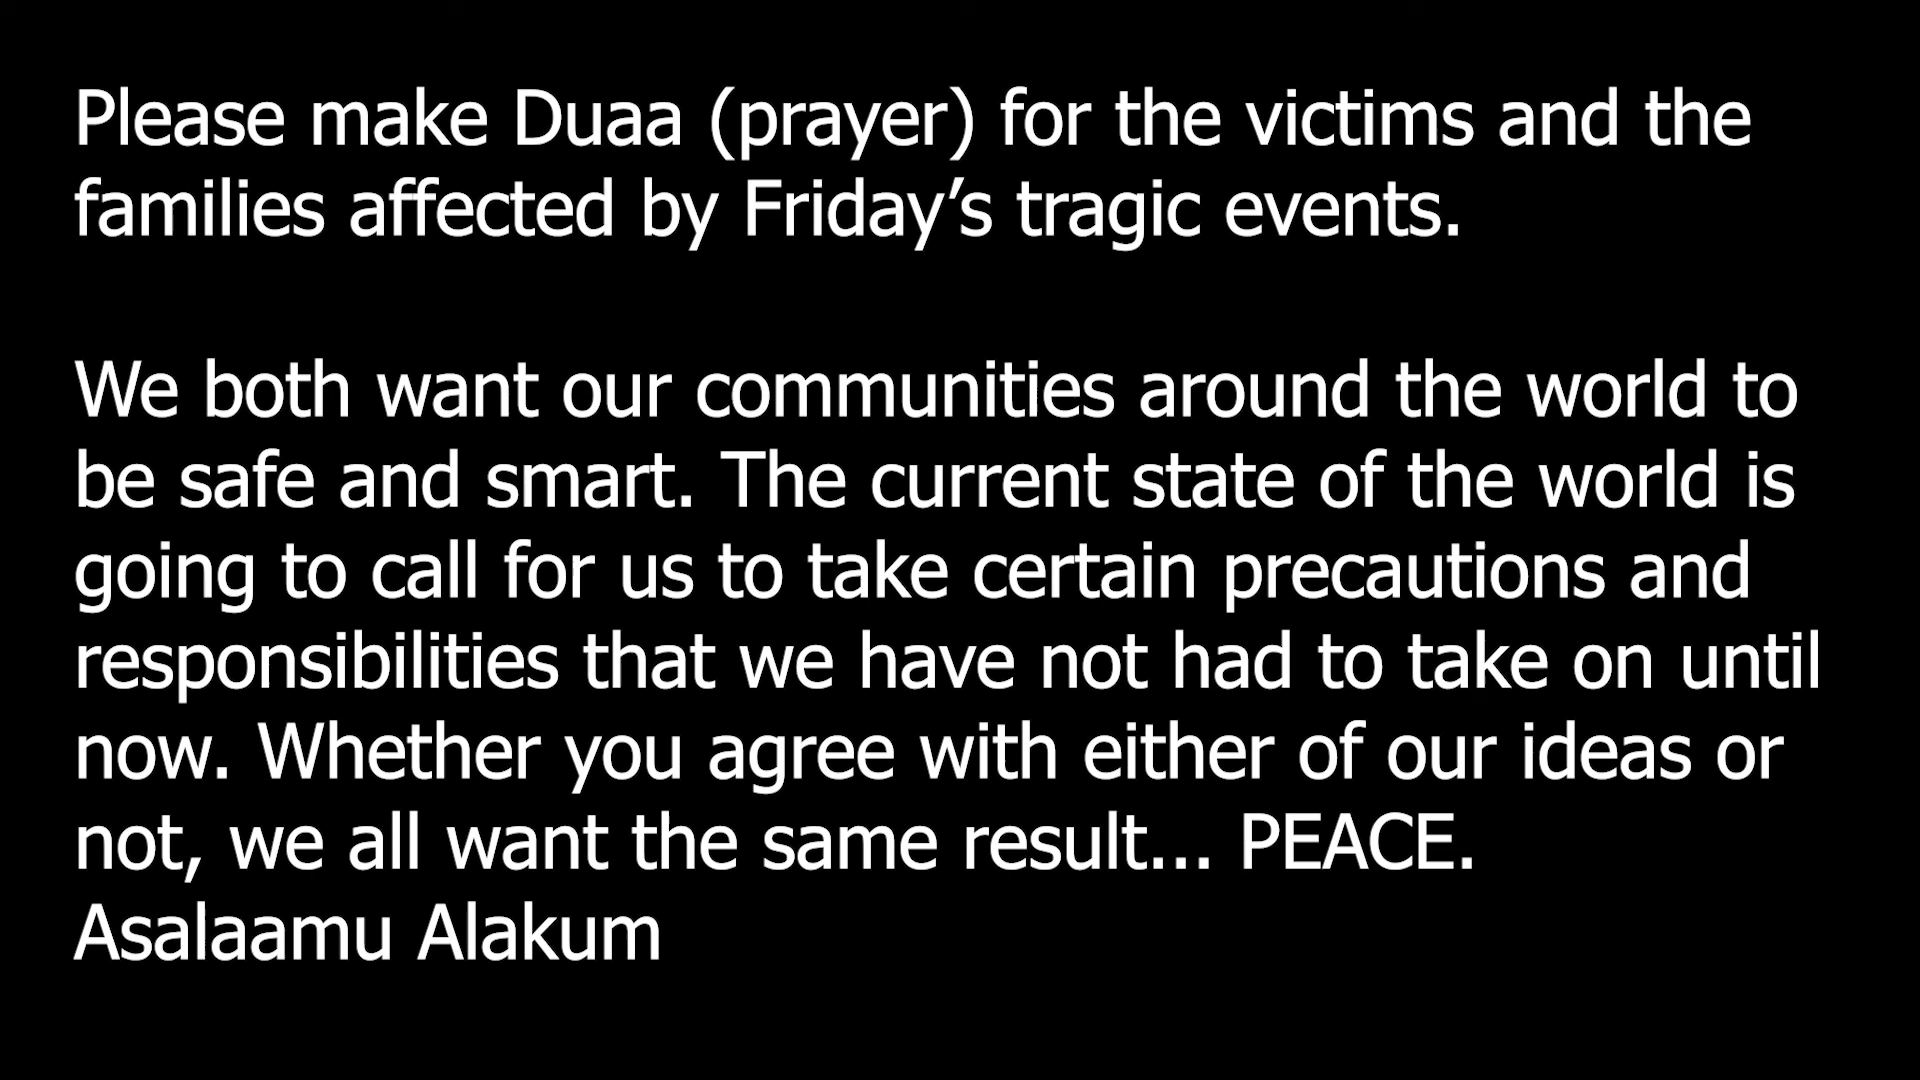 Please make Duaa (prayer) for the victims and the
families affected by Friday’s tragic events.
We both want our communities around the world to
be safe and smart. The current state of the world is
going to call for us to take certain precautions and
responsibilities that we have not had to take on until
now. Whether you agree with either of our ideas or
not, we all want the same result... PEACE.
Asalaamu Alakum